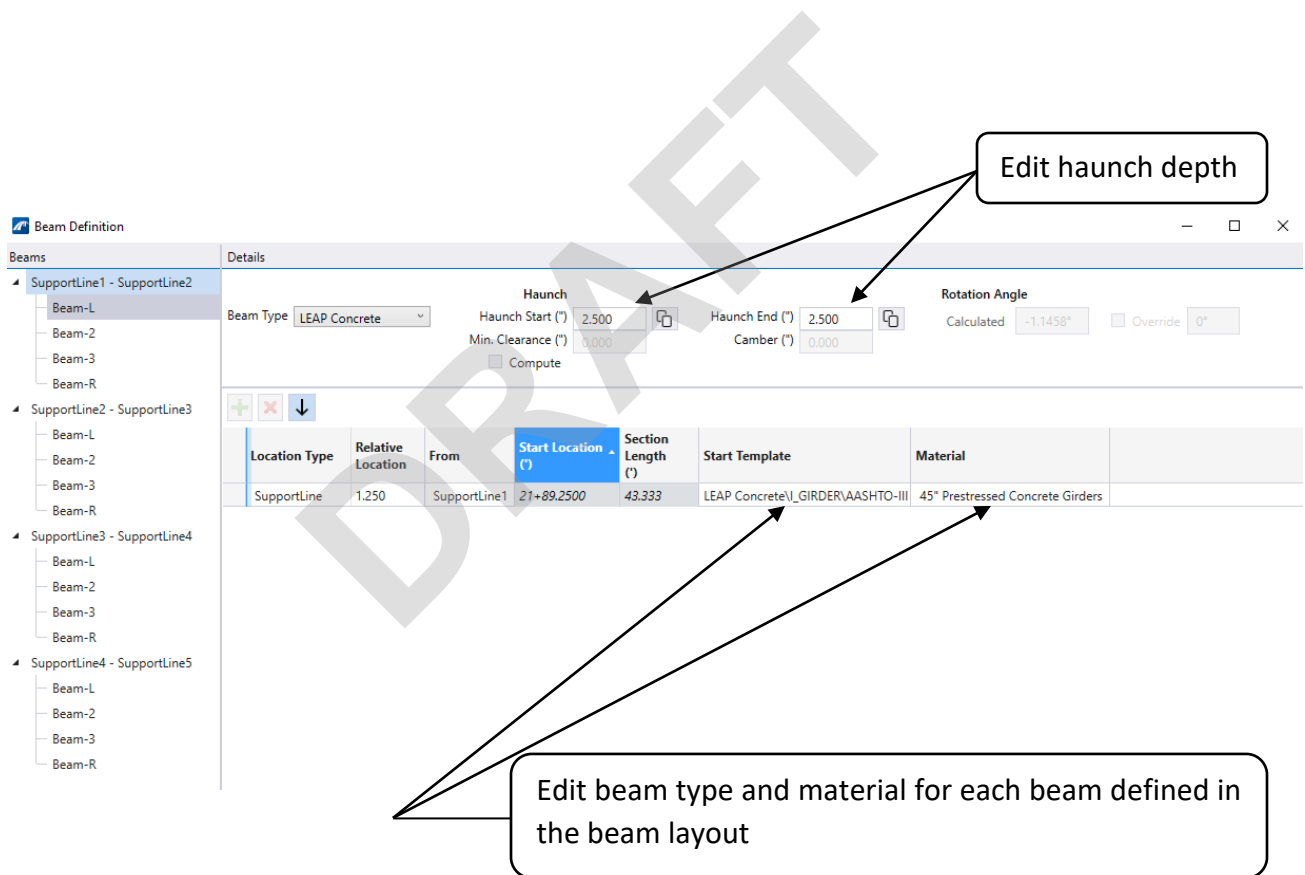 DRAFT
Edit haunch depth
Beam Definition
Beams
Details
SupportLine1 - SupportLine2
Beam-L
Beam-2
Beam-3
Beam-R
SupportLine2 - SupportLine3
Beam-L
Beam-2
Beam-3
Beam-R
SupportLine3 - SupportLine4
Beam-L
Beam-2
Beam-3
Beam-R
SupportLine4 - SupportLine5
Beam-L
Beam-2
Beam-3
Beam-R
Beam Type LEAP Concrete
Haunch
Haunch Start (") 2.500
Haunch End (") 2.500
Min. Clearance (") 0.000
Camber (") 0.000
Compute
Rotation Angle
Calculated -1.1458° Override 0°
Location Type
Relative
Location
From
Start Location
(')
Section
Length
(')
Start Template
Material
SupportLine 1.250 SupportLine1 21+89.2500 43.333 LEAP Concrete\I_GIRDER\AASHTO-III 45" Prestressed Concrete Girders
Edit beam type and material for each beam defined in
the beam layout